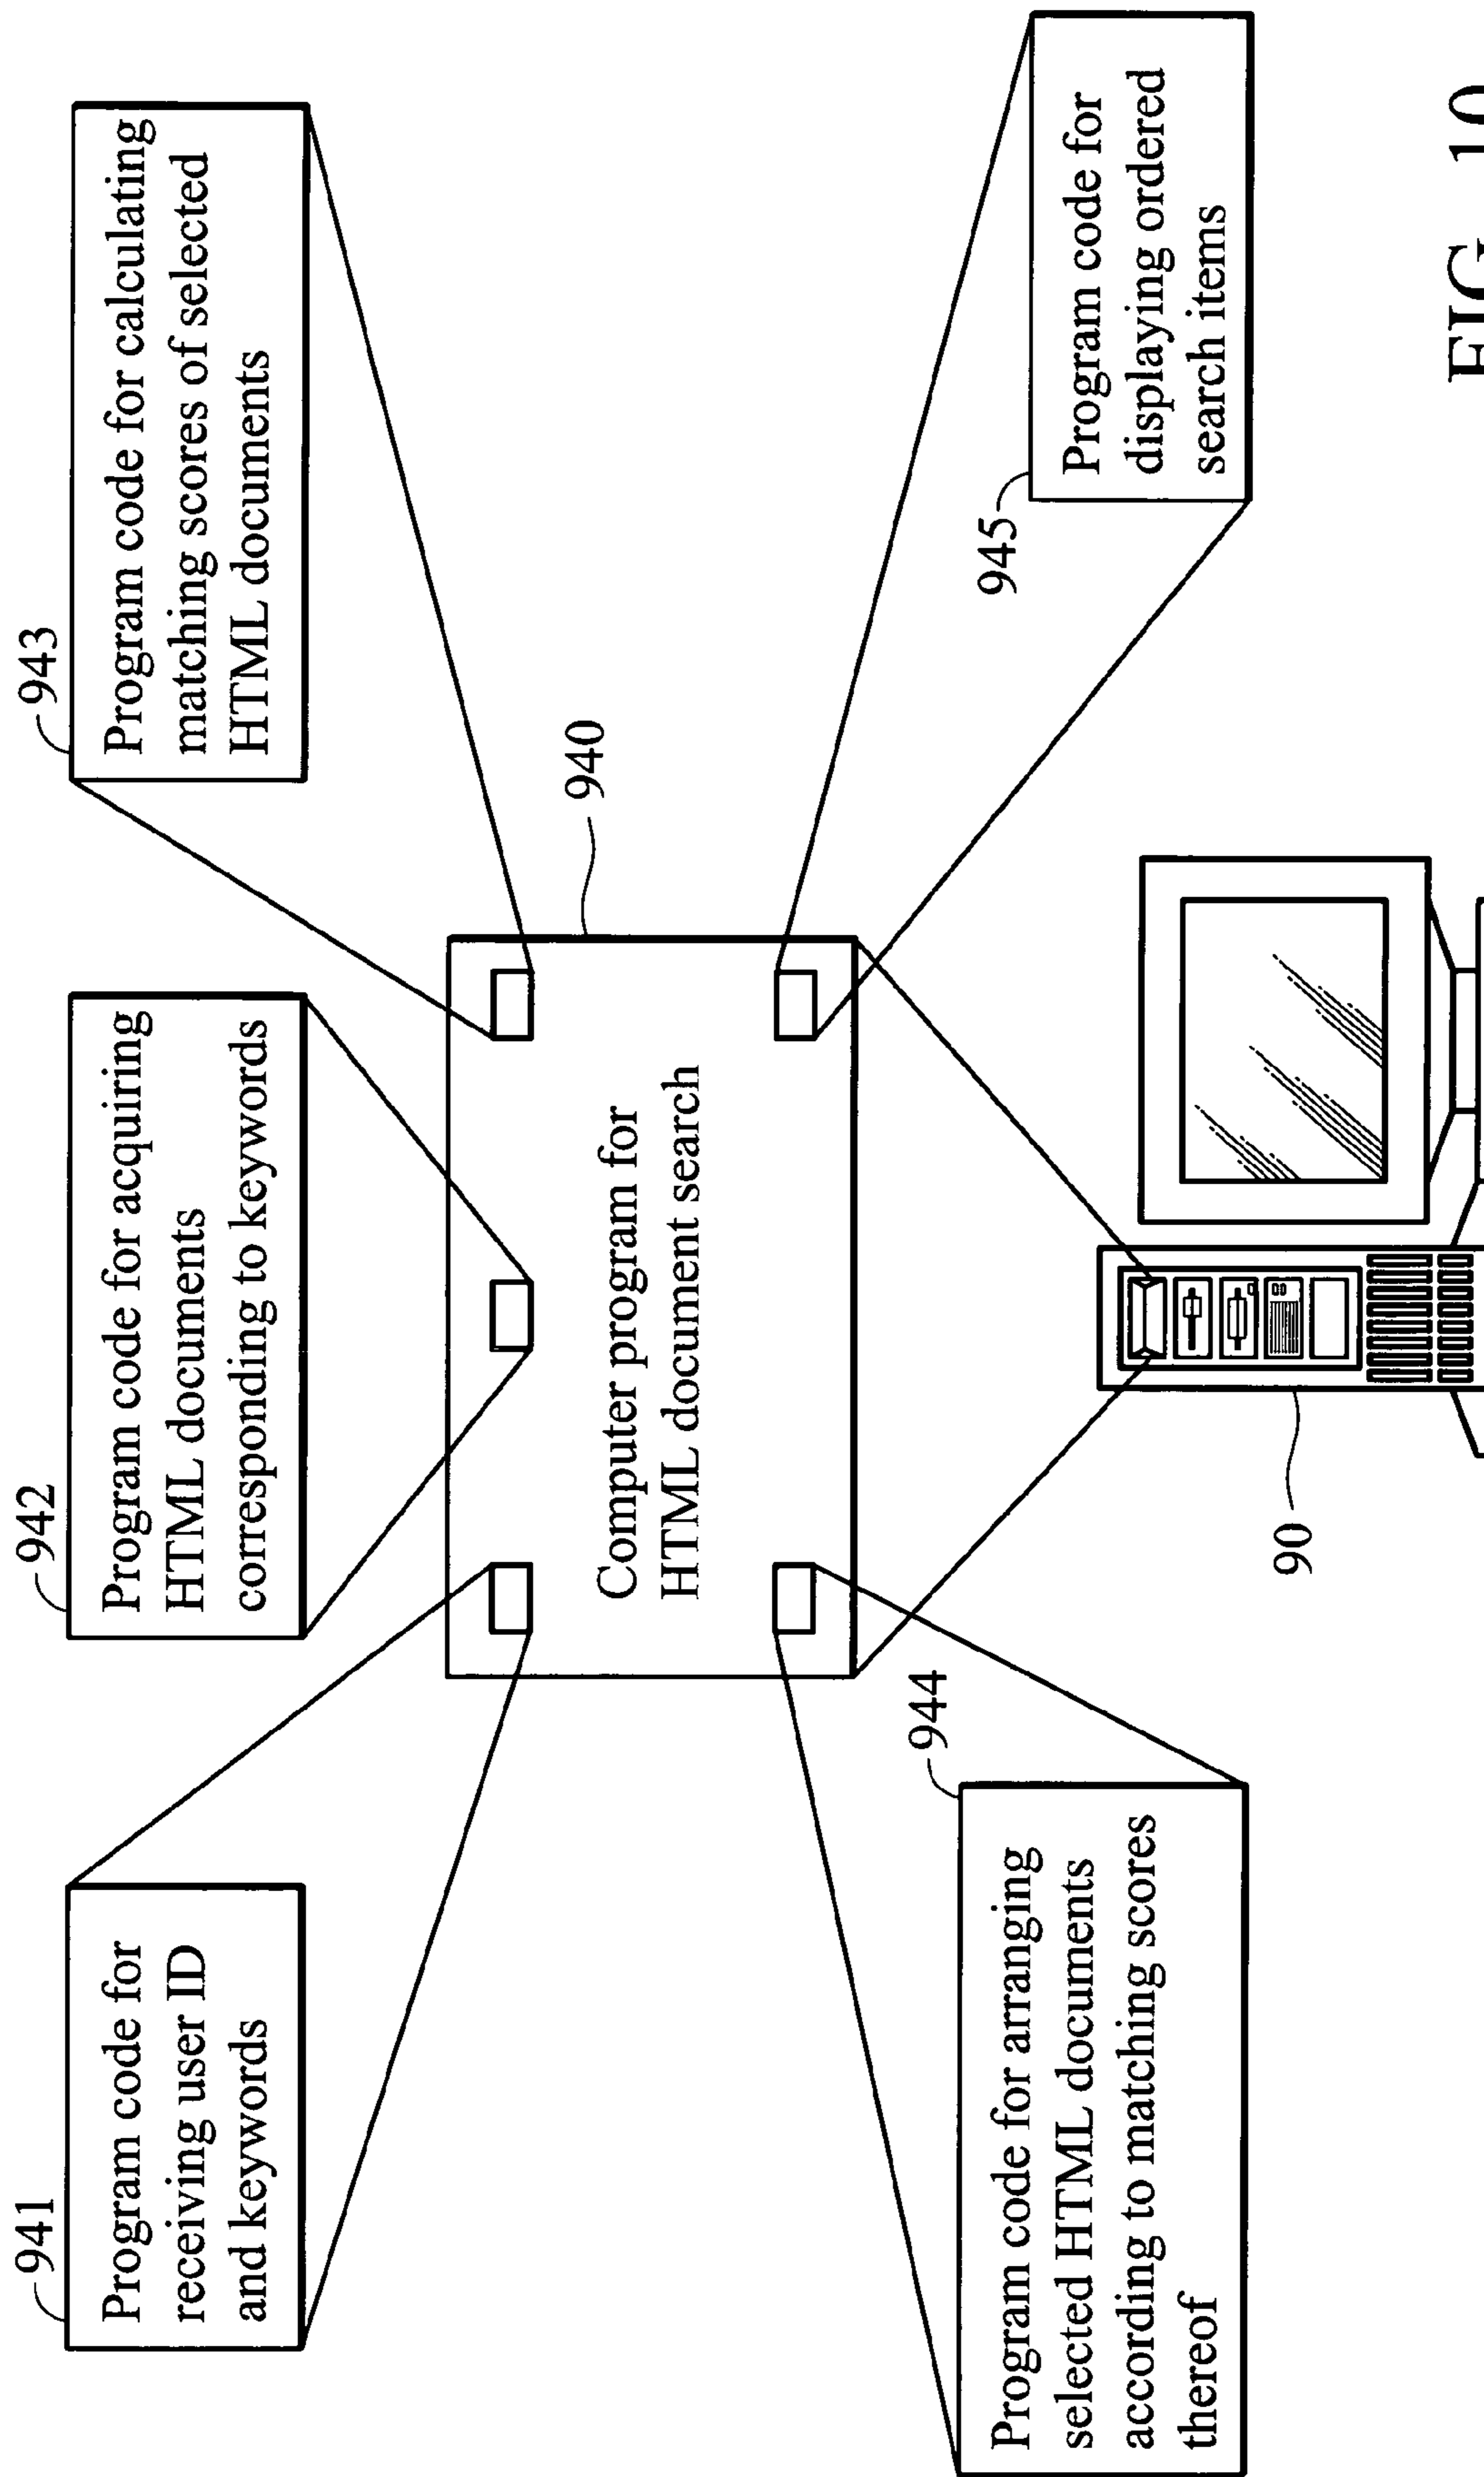 941
Program code for
receiving user ID
and keywords
942
Program code for acquiring
HTML documents
corresponding to keywords
943
Program code for calculating
matching scores of selected
HTML documents
940
Computer program for
HTML document search
944
Program code for arranging
selected HTML documents
according to matching scores
thereof
945
Program code for
displaying ordered
search items
90
FIG. 10